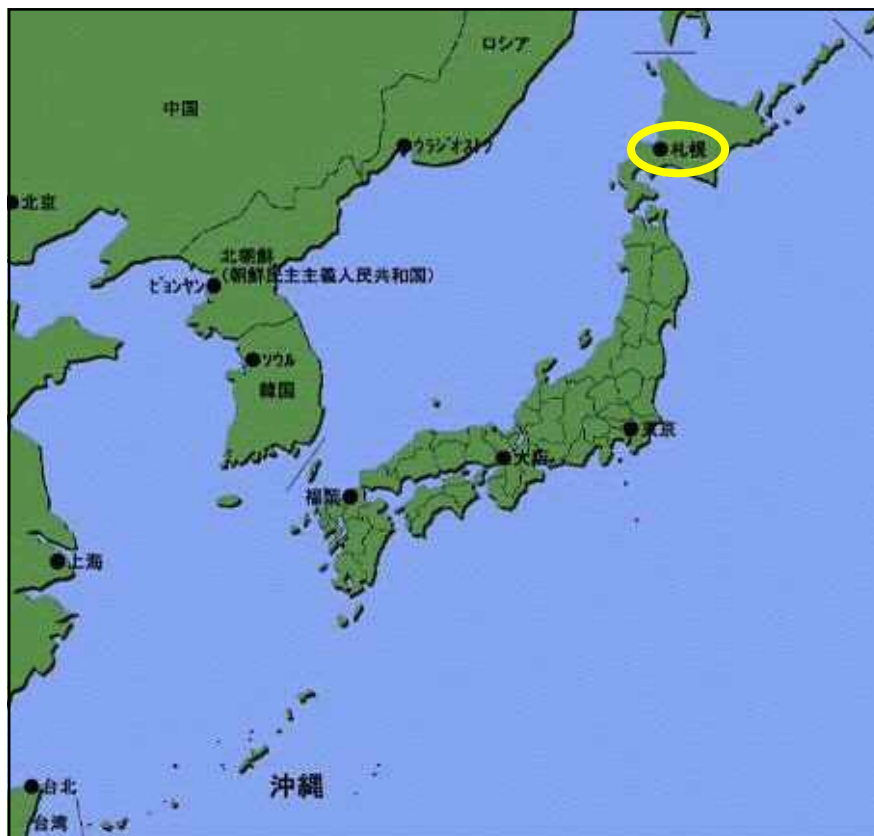 ロシア
中国
ウラジオストク
札幌
北京
北朝鮮
(朝鮮民主主義人民共和国)
ピョンヤン
ソウル
韓国
東京
大阪
福岡
上海
沖縄
台北
台湾